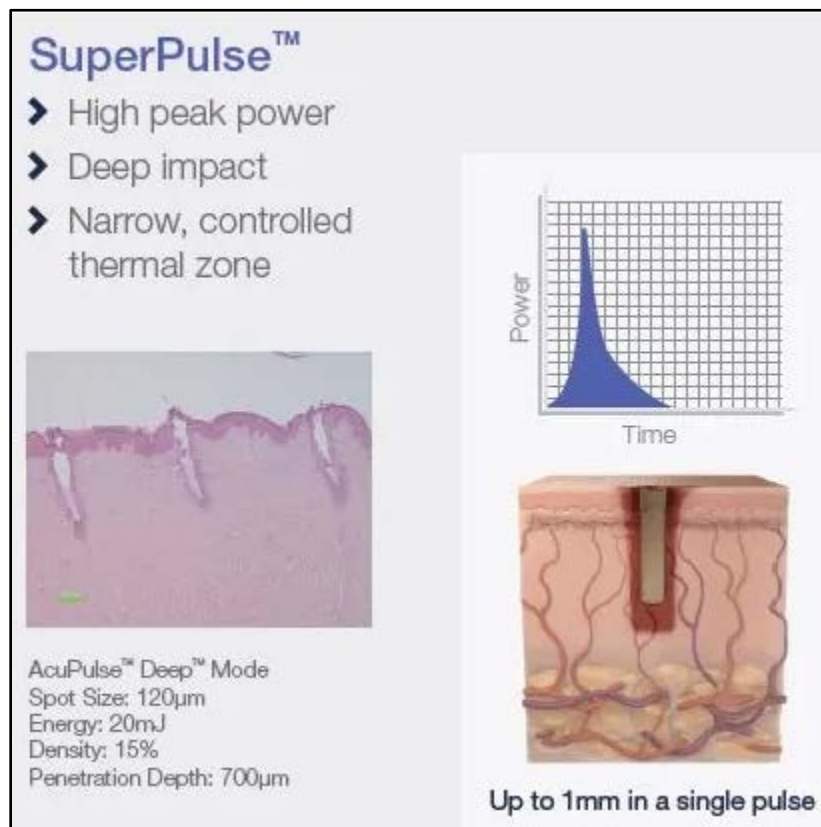 SuperPulse™
High peak power
Deep impact
Narrow, controlled
thermal zone
Power
Time
AcuPulse™ Deep™ Mode
Spot Size: 120µm
Energy: 20mJ
Density: 15%
Penetration Depth: 700µm
Up to 1mm in a single pulse